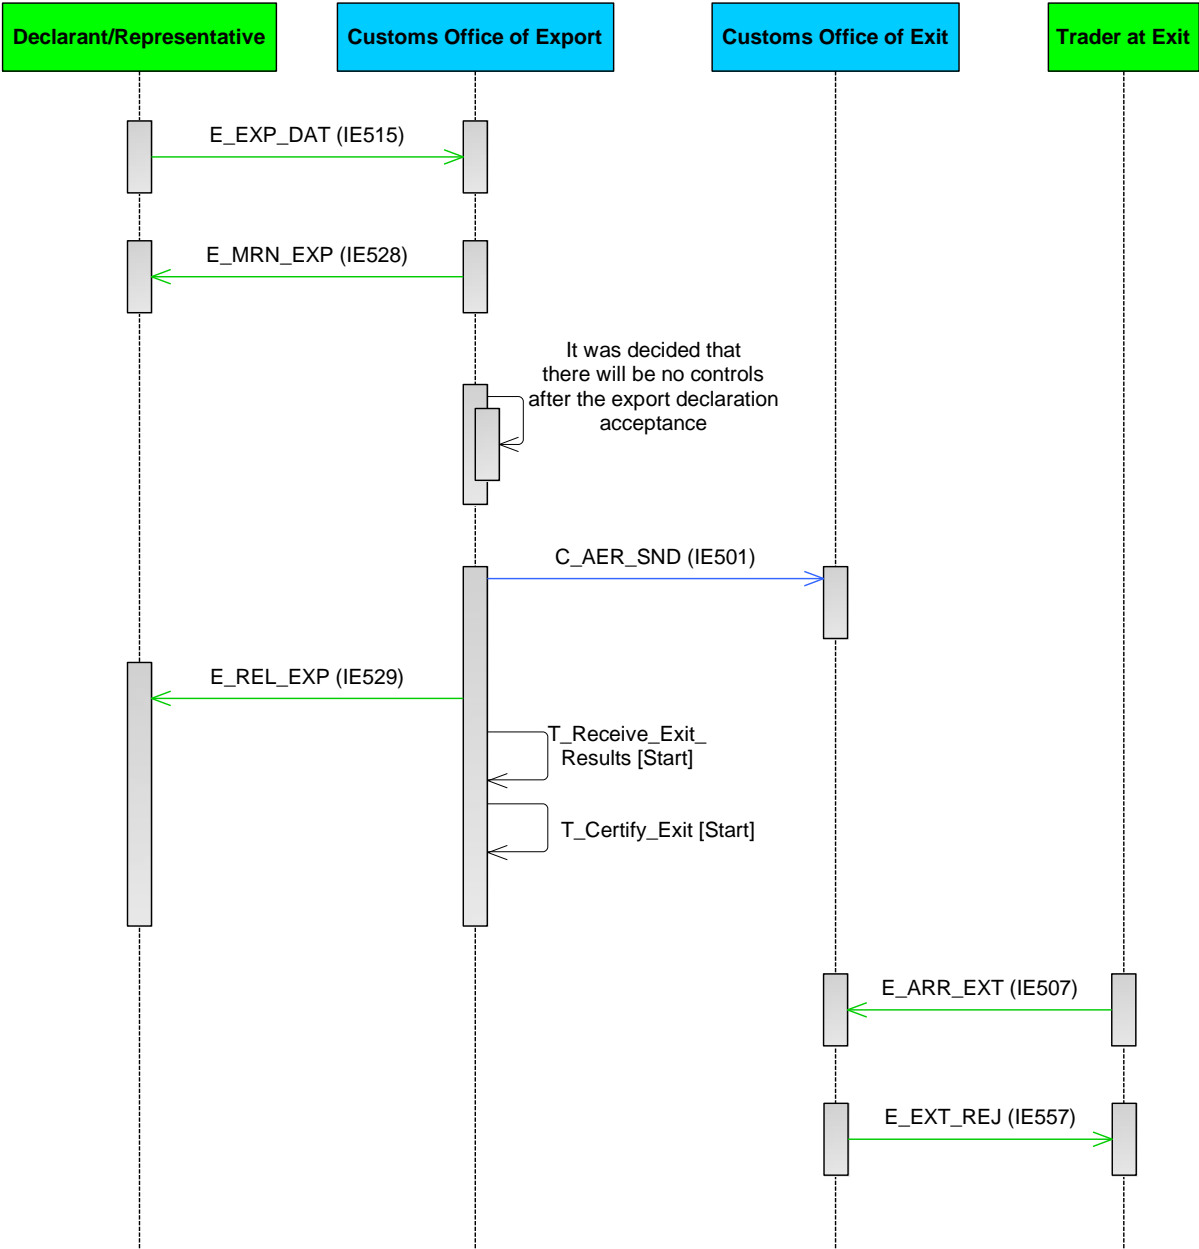 Declarant/Representative
Customs Office of Export
Customs Office of Exit
Trader at Exit
E_EXP_DAT (IE515)
E_MRN_EXP (IE528)
It was decided that
there will be no controls
after the export declaration
acceptance
C_AER_SND (IE501)
E_REL_EXP (IE529)
T_Receive_Exit_
Results [Start]
T_Certify_Exit [Start]
E_ARR_EXT (IE507)
E_EXT_REJ (IE557)